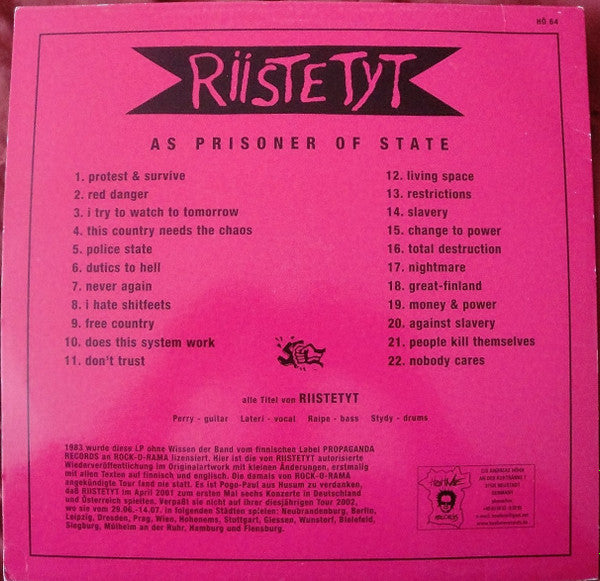 HÖ 64
RiiSTETYT
AS PRISONER OF STATE
1. protest & survive
2. red danger
3. i try to watch to tomorrow
4. this country needs the chaos
5. police state
6. dutics to hell
7. never again
8. i hate shitfeets
9. free country
10. does this system work
11. don't trust
12. living space
13. restrictions
14. slavery
15. change to power
16. total destruction
17. nightmare
18. great-finland
19. money & power
20. against slavery
21. people kill themselves
22. nobody cares
alle Titel von RIISTETYT
Perry - guitar Lateri - vocal Raipe - bass Stydy - drums
1983 wurde diese LP ohne Wissen der Band vom finnischen Label PROPAGANDA
RECORDS an ROCK-O-RAMA lizensiert. Hier ist die von RIISTETYT autorisierte
Wiederveröffentlichung im Originalartwork mit kleinen Änderungen, erstmalig
mit allen Texten auf finnisch und englisch. Die damals von ROCK-O-RAMA
angekündigte Tour fand nie statt. Es ist Pogo-Paul aus Husum zu verdanken,
daß RIISTETYT im April 2001 zum ersten Mal sechs Konzerte in Deutschland
und Österreich spielten. Verpaßt sie nicht auf ihrer diesjährigen Tour 2002,
wo sie vom 29.06.-14.07. in folgenden Städten spielen: Neubrandenburg, Berlin,
Leipzig, Dresden, Prag, Wien, Hohenems, Stuttgart, Giessen, Wunstorf, Bielefeld,
Siegburg, Mülheim an der Ruhr, Hamburg und Flensburg.
HÖHNIE
RECORDS
C/O ANDREAS HÖHN
GERMANY